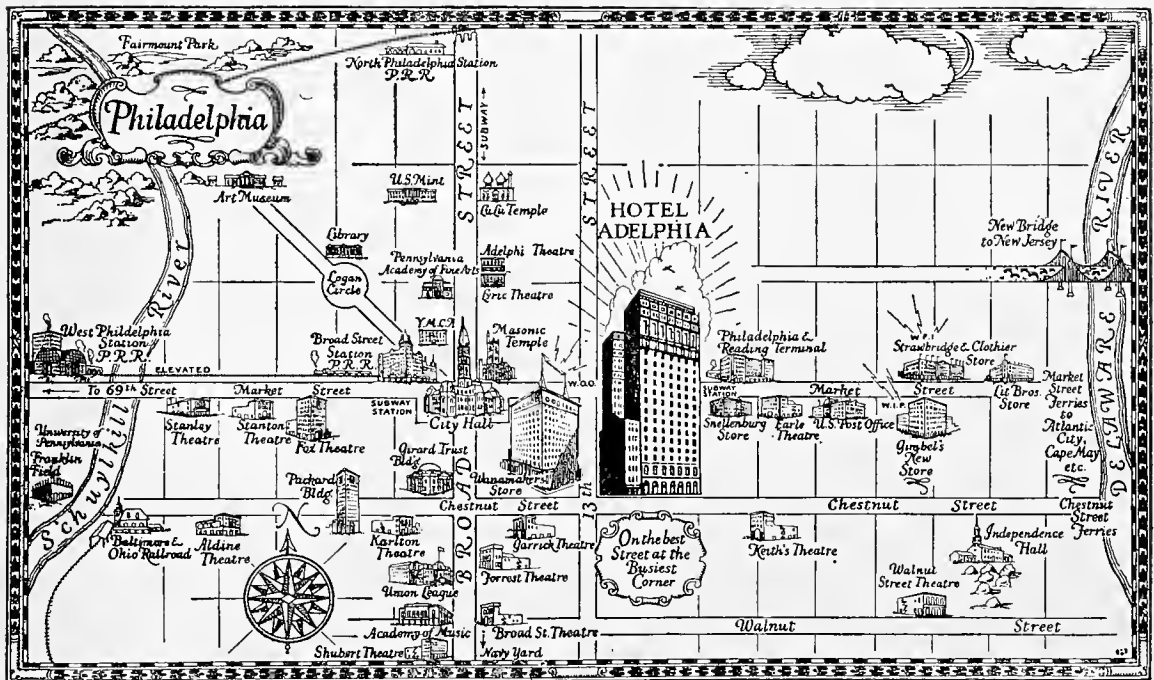 Fairmount Park
Philadelphia
North Philadelphia Station
P.R.R.
BROAD STREET
SUBWAY
13th STREET
Art Museum
U.S. Mint
LuLu Temple
HOTEL
ADELPHIA
New Bridge
to New Jersey
DELAWARE RIVER
Schuylkill River
Library
Logan
Circle
Pennsylvania
Academy of Fine Arts
Adelphi Theatre
Lyric Theatre
West Phildelphia
Station
P.R.R.
ELEVATED
Broad Street
Station
P.R.R.
Y.M.C.A.
Masonic
Temple
W.O.O.
Philadelphia &
Reading Terminal
W.F.I.
Strawbridge & Clothier
Store
Lit Bros.
Store
To 69th Street
Market Street
SUBWAY
STATION
City Hall
SUBWAY
STATION
Market Street
W.I.P.
Market
Street
Ferries
to
Atlantic
City,
Cape May
etc.
Stanley
Theatre
Stanton
Theatre
Fox Theatre
Snellenburg
Store
Earle
Theatre
U.S. Post Office
Gimbel's
New
Store
University of
Pennsylvania
Franklin
Field
Girard Trust
Bldg.
Packard
Bldg.
Wanamakers
Store
Chestnut Street
Chestnut Street
Chestnut
Street
Ferries
N
Baltimore &
Ohio Railroad
Aldine
Theatre
Karlton
Theatre
Garrick Theatre
On the best
Street at the
Busiest
Corner
Keith's Theatre
Independence
Hall
Forrest Theatre
Union League
Walnut
Street Theatre
Academy of Music
Broad St. Theatre
Walnut Street
Shubert Theatre
Navy Yard